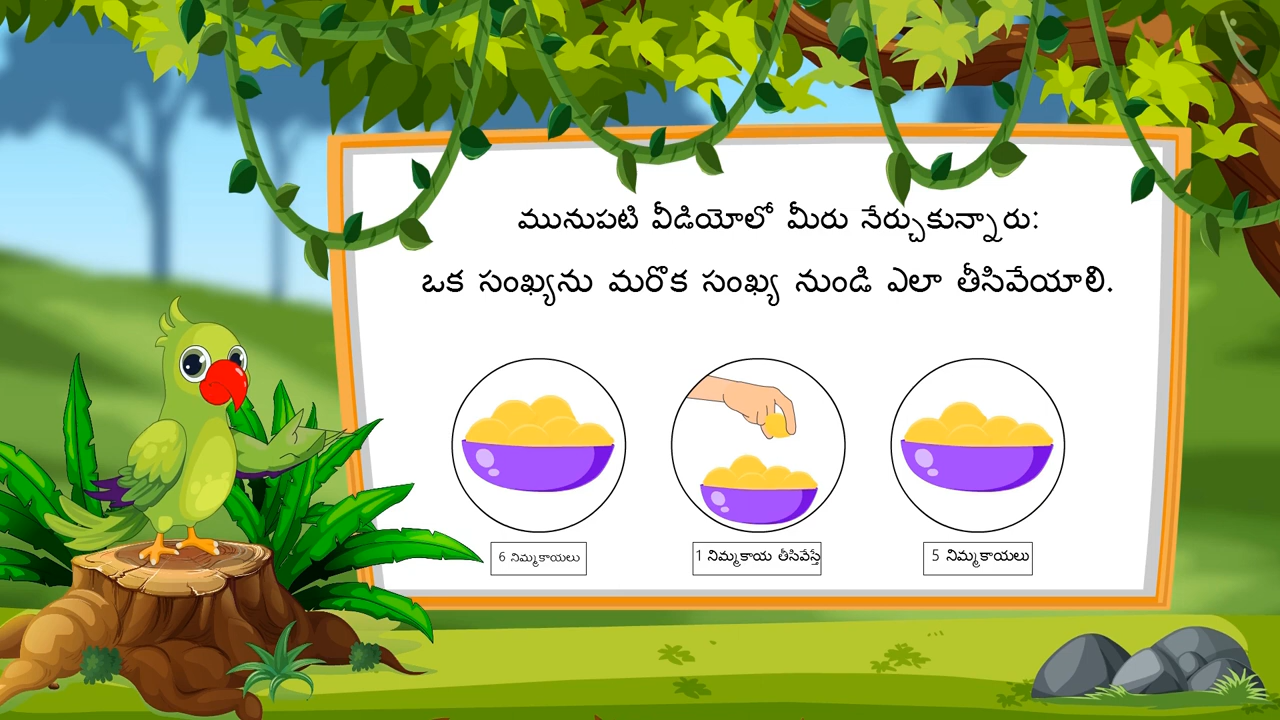 మునుపటి వీడియోలో మీరు నేర్చుకున్నారు:
ఒక సంఖ్యను మరొక సంఖ్య నుండి ఎలా తీసివేయాలి.
6 నిమ్మకాయలు
1 నిమ్మకాయ తీసివేస్తే
5 నిమ్మకాయలు